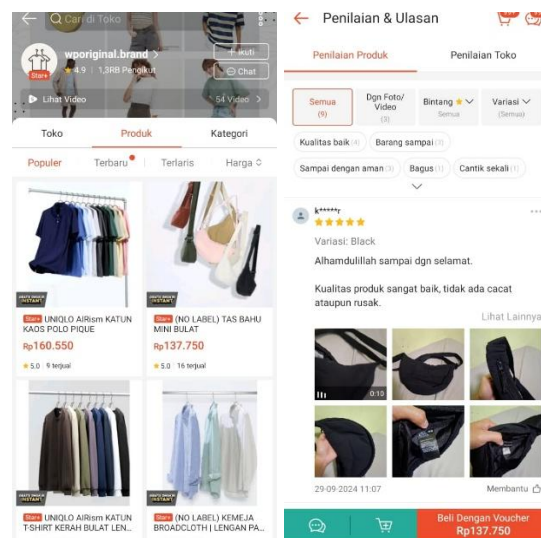 Cari di Toko
wporiginal.brand >
Star+
4.9 | 1,3RB Pengikut
+ Ikuti
Chat
Lihat Video
54 Video >
Toko
Produk
Kategori
Populer
Terbaru
Terlaris
Harga
Star+ UNIQLO AIRism KATUN
KAOS POLO PIQUE
Rp160.550
5.0 9 terjual
Star+ (NO LABEL) TAS BAHU
MINI BULAT
Rp137.750
5.0 16 terjual
Star+ UNIQLO AIRism KATUN
T-SHIRT KERAH BULAT LEN...
Star+ (NO LABEL) KEMEJA
BROADCLOTH | LENGAN PA...
Penilaian & Ulasan
Penilaian Produk
Penilaian Toko
Semua
(9)
Dgn Foto/
Video
(3)
Bintang
Semua
Variasi
(Semua)
Kualitas baik
Barang sampai
Sampai dengan aman
Bagus (1)
Cantik sekali (1)
k*****r
Variasi: Black
Alhamdulillah sampai dgn selamat.
Kualitas produk sangat baik, tidak ada cacat
ataupun rusak.
Lihat Lainnya
0:10
29-09-2024 11:07
Membantu
Beli Dengan Voucher
Rp137.750